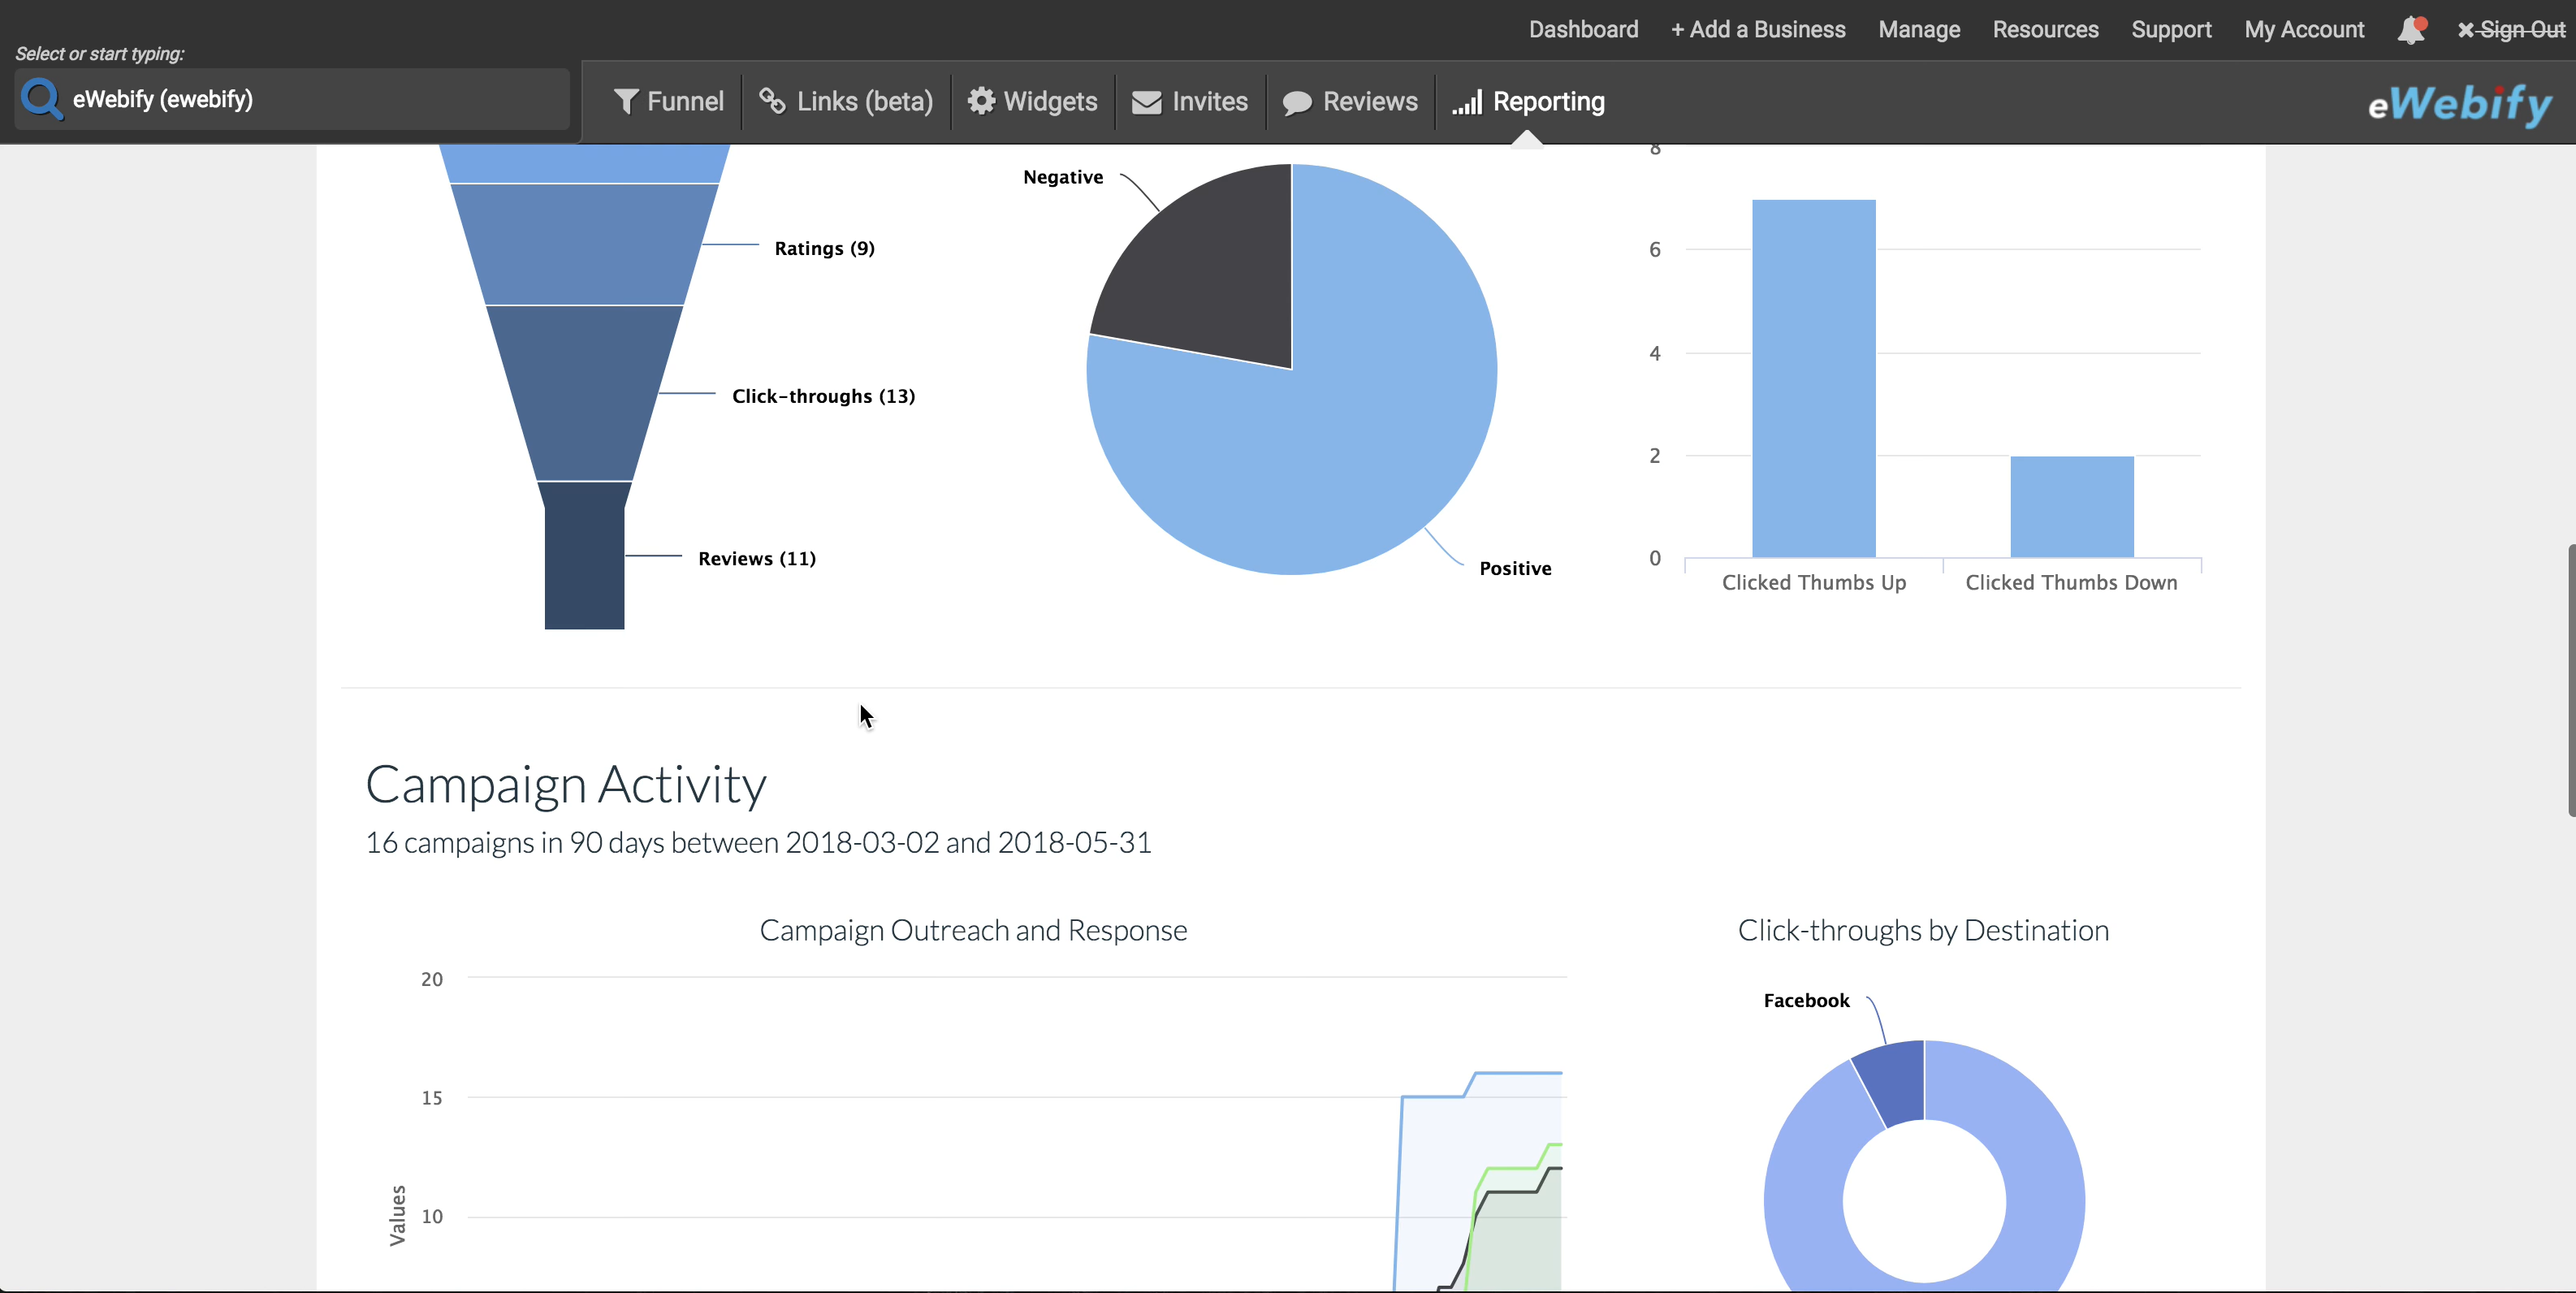 Dashboard + Add a Business Manage Resources Support My Account Sign Out
Select or start typing:
eWebify (ewebify)
Funnel Links (beta) Widgets Invites Reviews Reporting
eWebify
Negative
Positive
Ratings (9)
Click-throughs (13)
Reviews (11)
8
6
4
2
0
Clicked Thumbs Up Clicked Thumbs Down
Campaign Activity
16 campaigns in 90 days between 2018-03-02 and 2018-05-31
Campaign Outreach and Response
20
15
10
Values
Click-throughs by Destination
Facebook